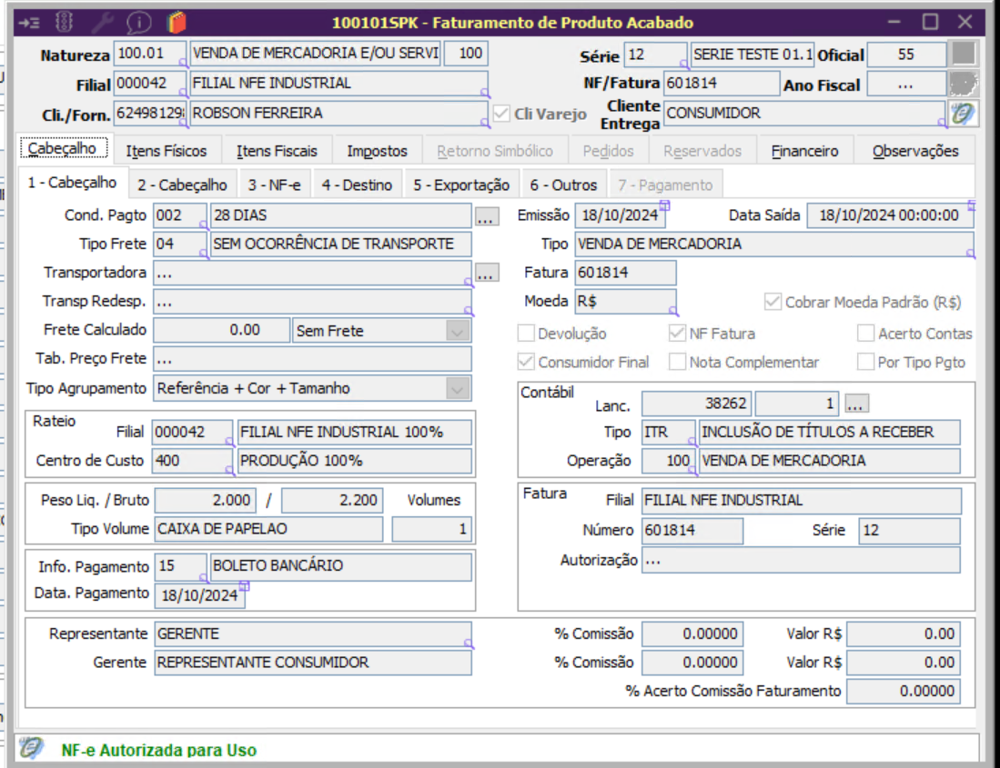 100101SPK - Faturamento de Produto Acabado
Natureza 100.01 VENDA DE MERCADORIA E/OU SERVI 100 Série 12 SERIE TESTE 01.1 Oficial 55
Filial 000042 FILIAL NFE INDUSTRIAL NF/Fatura 601814 Ano Fiscal ...
Cli./Forn. 62498129 ROBSON FERREIRA Cli Varejo Cliente Entrega CONSUMIDOR
Cabeçalho Itens Físicos Itens Fiscais Impostos Retorno Simbólico Pedidos Reservados Financeiro Observações
1 - Cabeçalho 2 - Cabeçalho 3 - NF-e 4 - Destino 5 - Exportação 6 - Outros 7 - Pagamento
Cond. Pagto 002 28 DIAS ... Emissão 18/10/2024 Data Saída 18/10/2024 00:00:00
Tipo Frete 04 SEM OCORRÊNCIA DE TRANSPORTE Tipo VENDA DE MERCADORIA
Transportadora ... ... Fatura 601814
Transp Redesp. ... Moeda R$ Cobrar Moeda Padrão (R$)
Frete Calculado 0.00 Sem Frete Devolução NF Fatura Acerto Contas
Tab. Preço Frete ... Consumidor Final Nota Complementar Por Tipo Pgto
Tipo Agrupamento Referência + Cor + Tamanho
Contábil
Lanc. 38262 1 ...
Rateio
Filial 000042 FILIAL NFE INDUSTRIAL 100% Tipo ITR INCLUSÃO DE TÍTULOS A RECEBER
Centro de Custo 400 PRODUÇÃO 100% Operação 100 VENDA DE MERCADORIA
Peso Liq. / Bruto 2.000 / 2.200 Volumes Fatura Filial FILIAL NFE INDUSTRIAL
Tipo Volume CAIXA DE PAPELAO 1 Número 601814 Série 12
Info. Pagamento 15 BOLETO BANCÁRIO Autorização ...
Data. Pagamento 18/10/2024
Representante GERENTE % Comissão 0.00000 Valor R$ 0.00
Gerente REPRESENTANTE CONSUMIDOR % Comissão 0.00000 Valor R$ 0.00
% Acerto Comissão Faturamento 0.00000
NF-e Autorizada para Uso